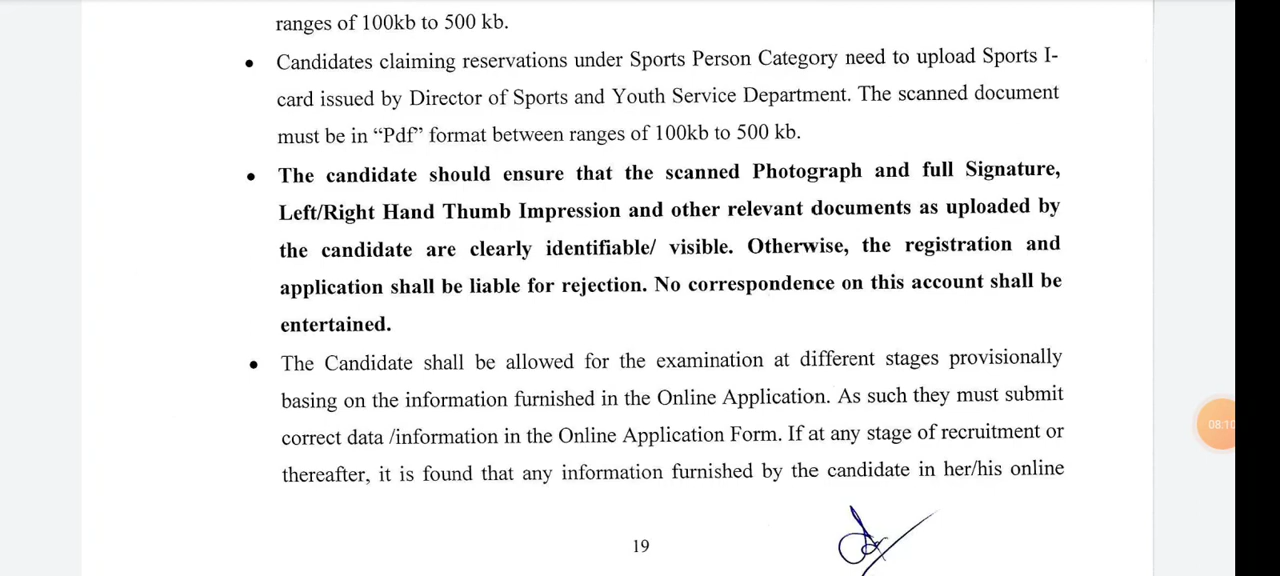 ranges of 100kb to 500 kb.
• Candidates claiming reservations under Sports Person Category need to upload Sports I-
card issued by Director of Sports and Youth Service Department. The scanned document
must be in “Pdf” format between ranges of 100kb to 500 kb.
• The candidate should ensure that the scanned Photograph and full Signature,
Left/Right Hand Thumb Impression and other relevant documents as uploaded by
the candidate are clearly identifiable/ visible. Otherwise, the registration and
application shall be liable for rejection. No correspondence on this account shall be
entertained.
• The Candidate shall be allowed for the examination at different stages provisionally
basing on the information furnished in the Online Application. As such they must submit
correct data /information in the Online Application Form. If at any stage of recruitment or
thereafter, it is found that any information furnished by the candidate in her/his online
19
08:10